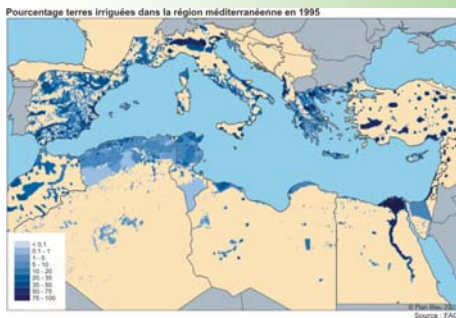 Pourcentage terres irriguées dans la région méditerranéenne en 1995
< 0,1
0,1 - 1
1 - 5
5 - 10
10 - 20
20 - 35
35 - 50
50 - 75
75 - 100
© Plan Bleu
Source : FAO